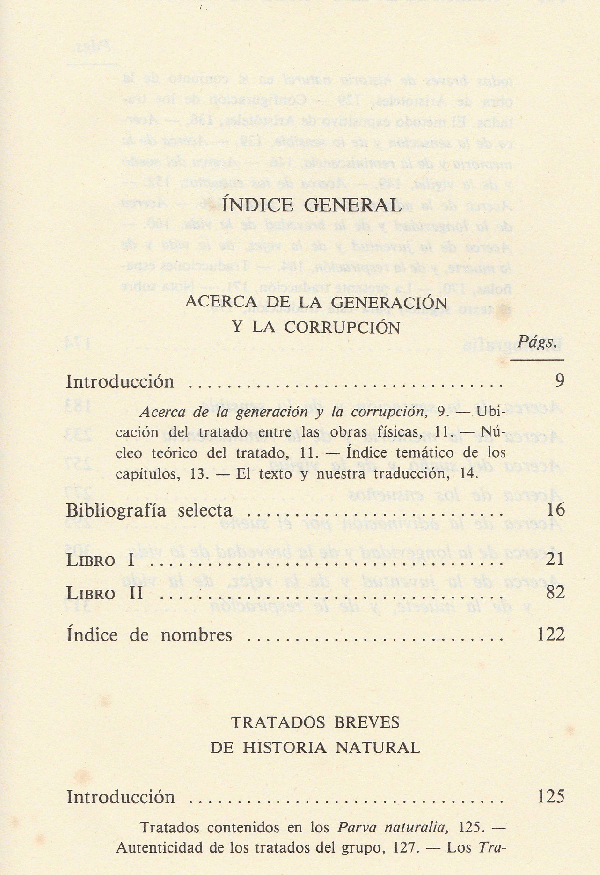 ÍNDICE GENERAL
ACERCA DE LA GENERACIÓN
Y LA CORRUPCIÓN
Págs.
Introducción ................................ 9
Acerca de la generación y la corrupción, 9. — Ubi-
cación del tratado entre las obras físicas, 11. — Nú-
cleo teórico del tratado, 11. — Índice temático de los
capítulos, 13. — El texto y nuestra traducción, 14.
Bibliografía selecta .......................... 16
LIBRO I .................................... 21
LIBRO II ................................... 82
Índice de nombres .......................... 122
TRATADOS BREVES
DE HISTORIA NATURAL
Introducción ................................ 125
Tratados contenidos en los Parva naturalia, 125. —
Autenticidad de los tratados del grupo, 127. — Los Tra-